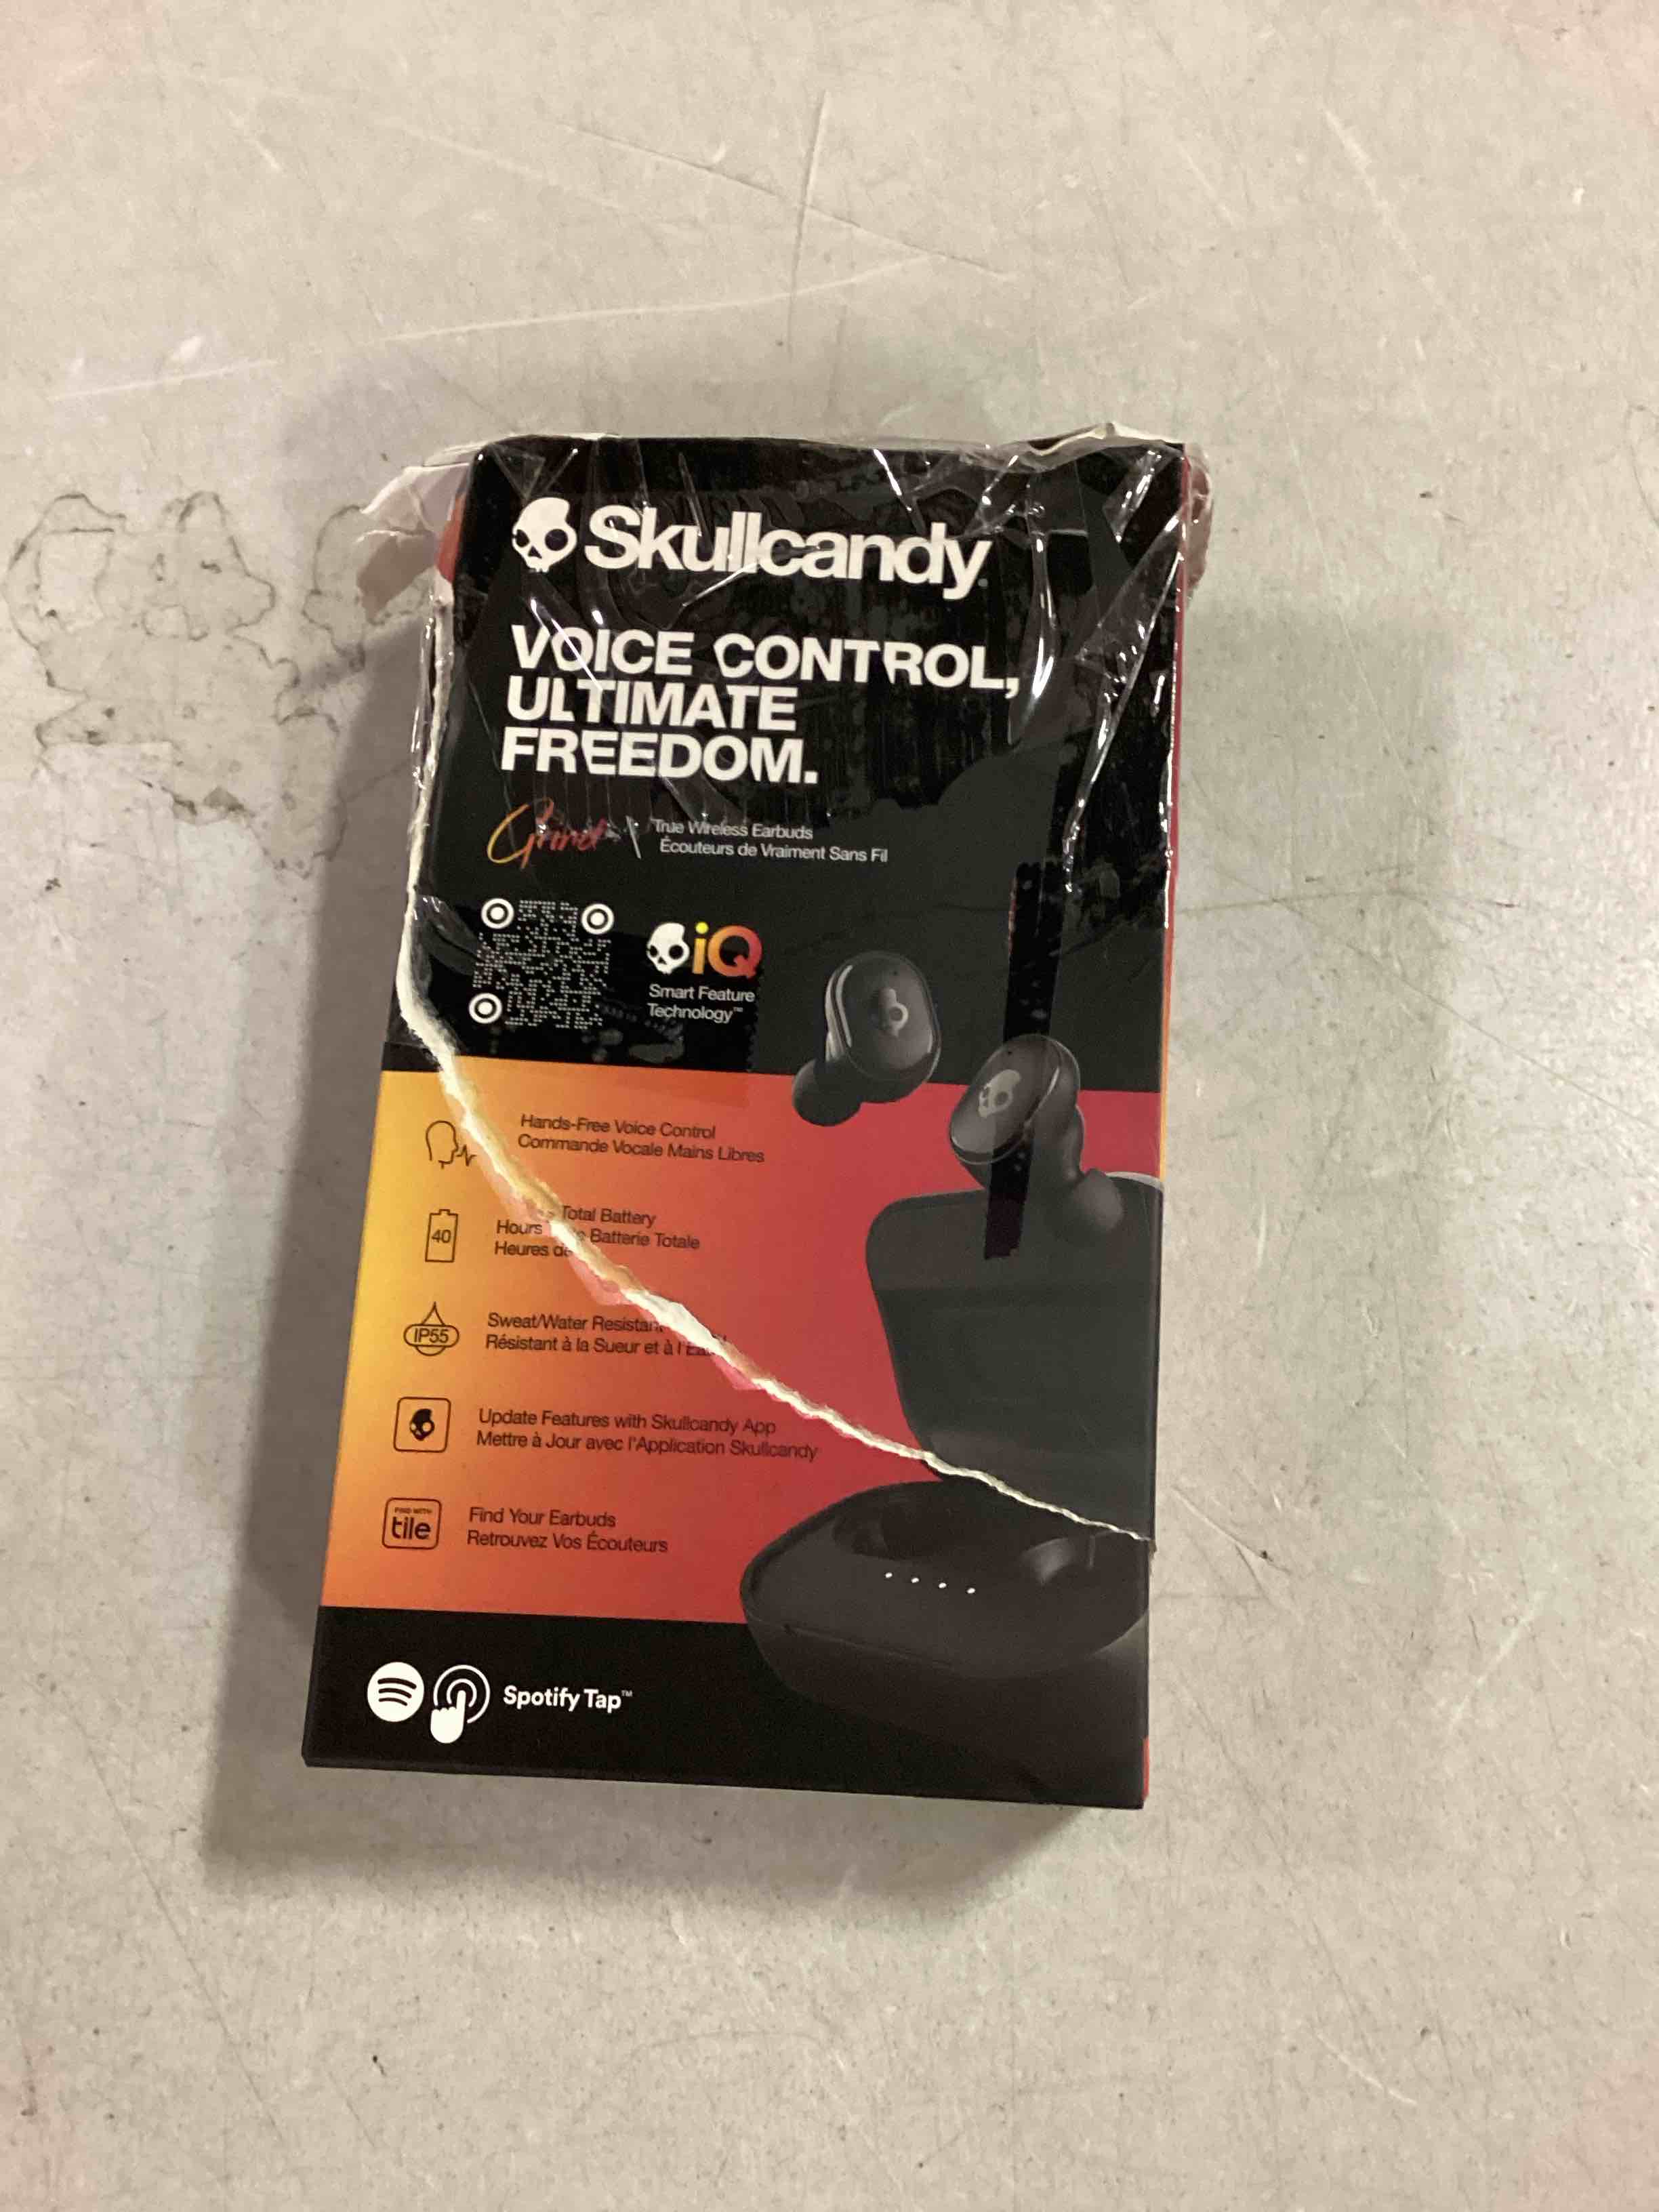 Skullcandy
VOICE CONTROL,
ULTIMATE
FREEDOM.
Grind
True Wireless Earbuds
Écouteurs de Vraiment Sans Fil
iQ
Smart Feature
Technology™
Hands-Free Voice Control
Commande Vocale Mains Libres
40
Hours Total Battery
Heures de Batterie Totale
IP55
Sweat/Water Resistant
Résistant à la Sueur et à l'Eau
Update Features with Skullcandy App
Mettre à Jour avec l'Application Skullcandy
FIND WITH
tile
Find Your Earbuds
Retrouvez Vos Écouteurs
Spotify Tap™